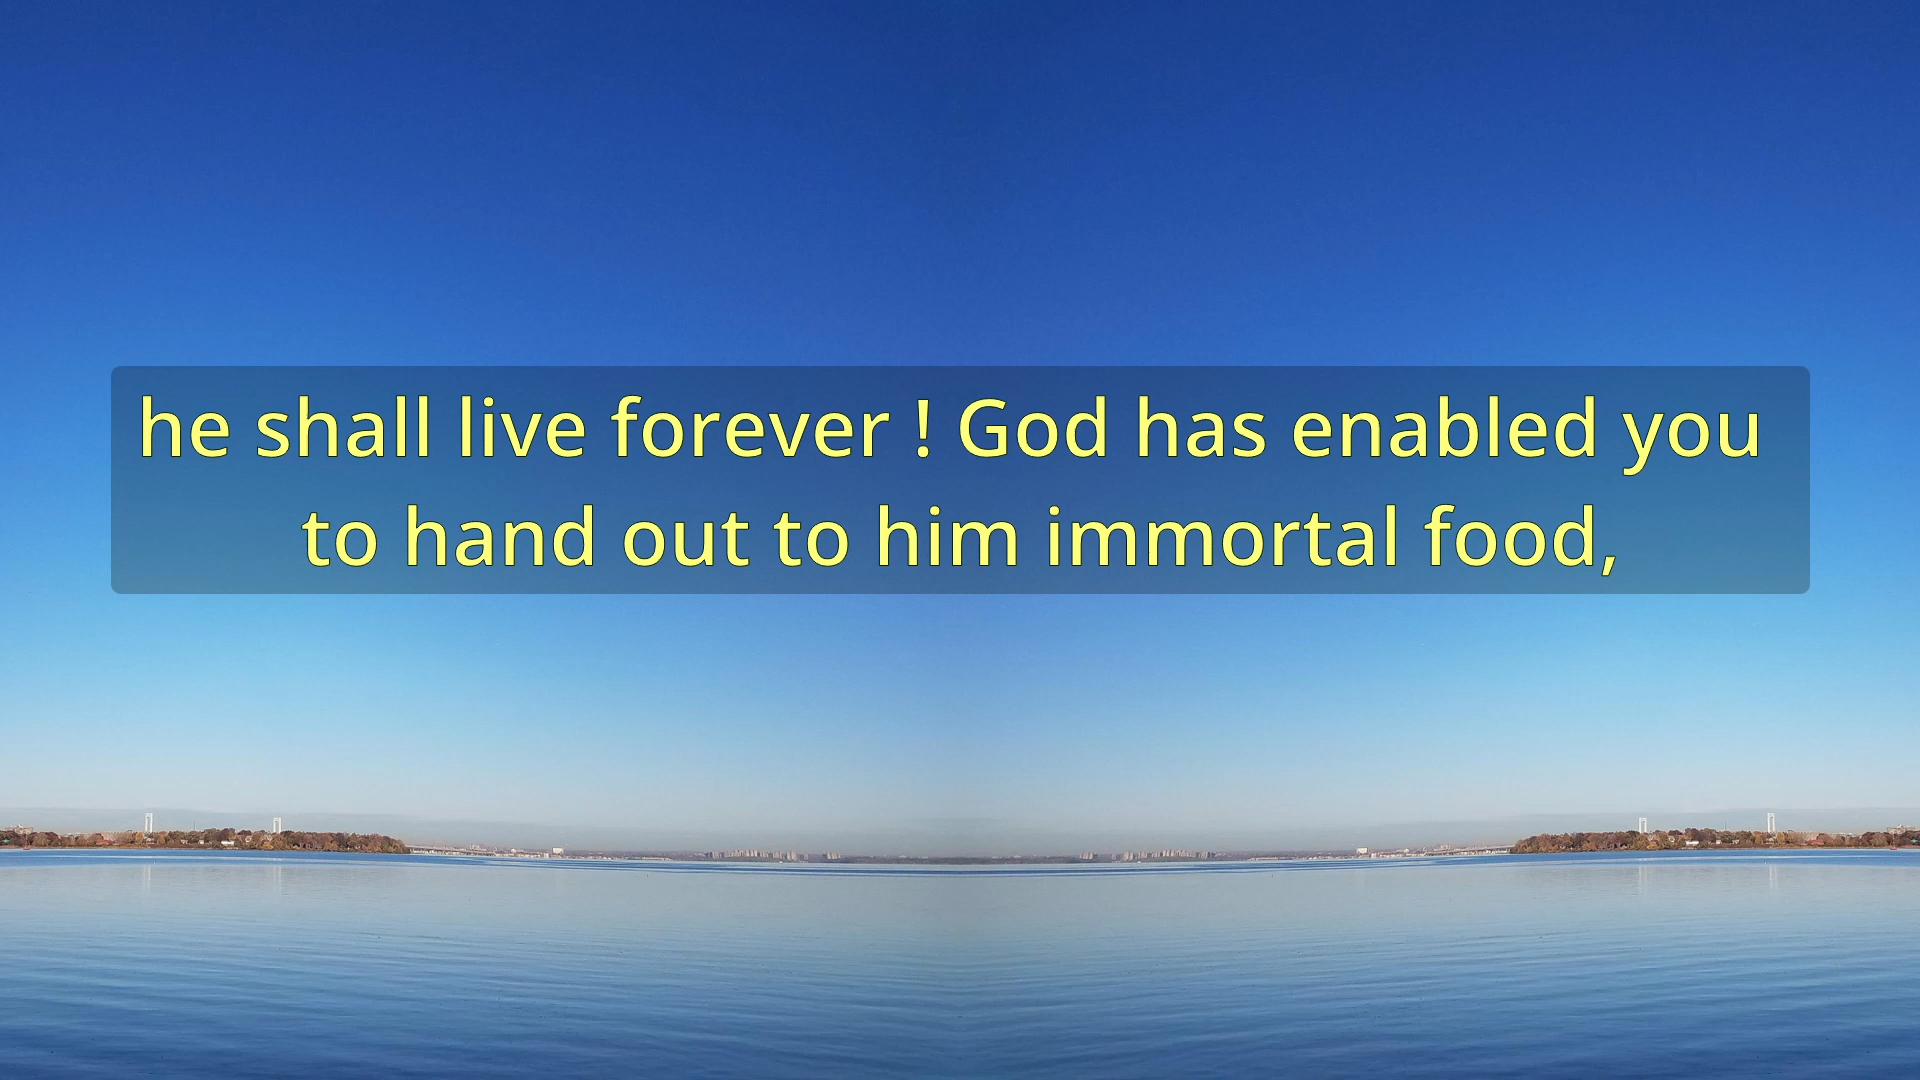 he shall live forever ! God has enabled you
to hand out to him immortal food,